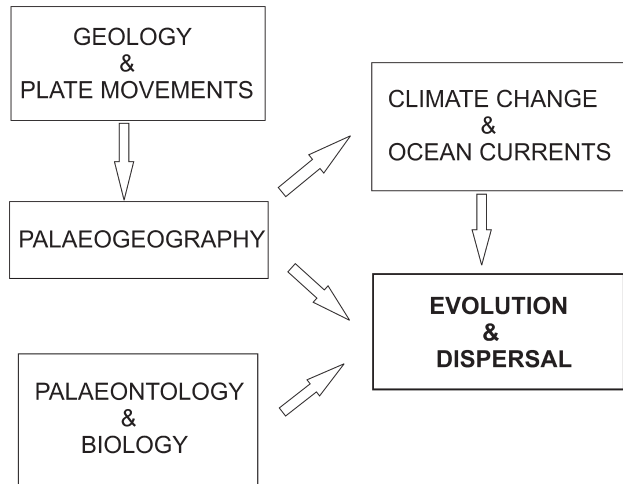 GEOLOGY
&
PLATE MOVEMENTS
CLIMATE CHANGE
&
OCEAN CURRENTS
PALAEOGEOGRAPHY
EVOLUTION
&
DISPERSAL
PALAEONTOLOGY
&
BIOLOGY